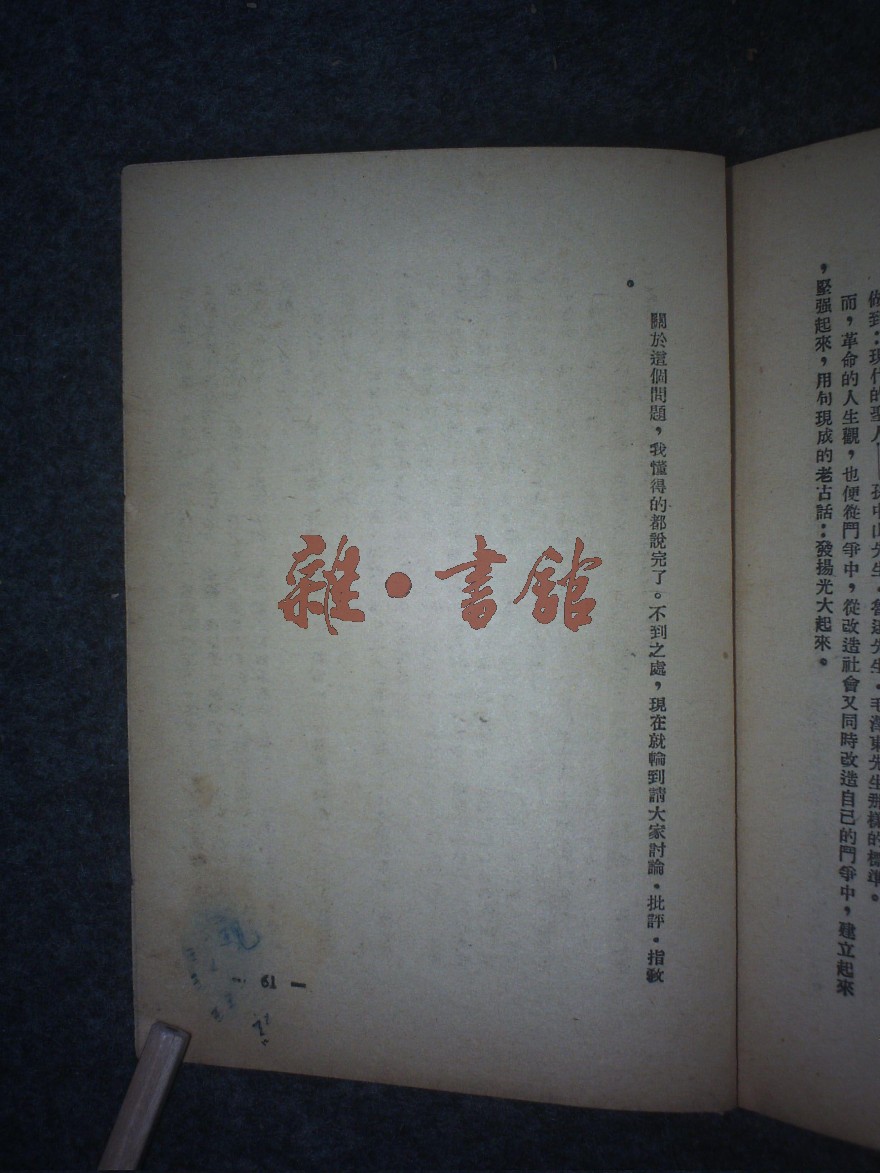 做到：現代的聖人——孫中山先生．魯迅先生．毛澤東先生那樣的標準。
而，革命的人生觀，也便從鬥爭中，從改造社會又同時改造自己的鬥爭中，建立起來
，堅强起來，用句現成的老古話：發揚光大起來。
關於這個問題，我懂得的都說完了。不到之處，現在就輪到請大家討論．批評．指敎
。
雜·書館
— 61 —